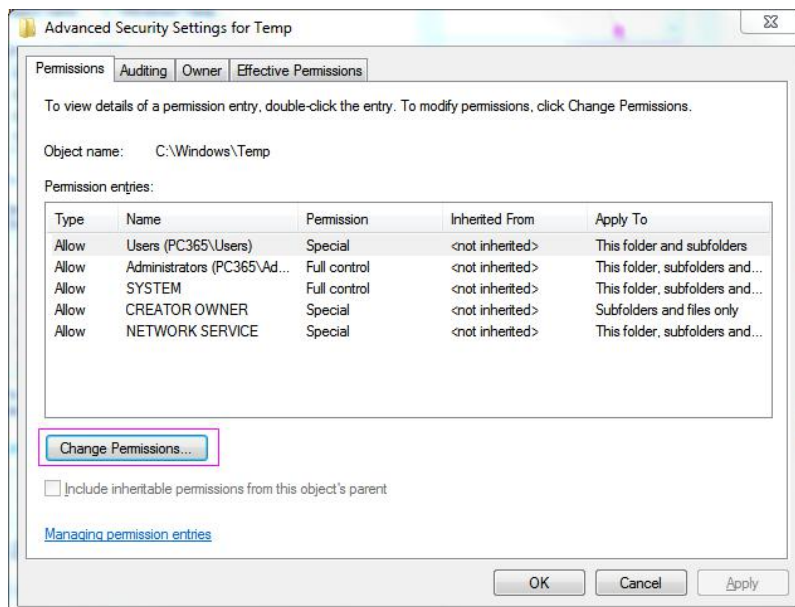 Advanced Security Settings for Temp
Permissions Auditing Owner Effective Permissions
To view details of a permission entry, double-click the entry. To modify permissions, click Change Permissions.
Object name: C:\Windows\Temp
Permission entries:
Type Name Permission Inherited From Apply To
Allow Users (PC365\Users) Special <not inherited> This folder and subfolders
Allow Administrators (PC365\Ad... Full control <not inherited> This folder, subfolders and...
Allow SYSTEM Full control <not inherited> This folder, subfolders and...
Allow CREATOR OWNER Special <not inherited> Subfolders and files only
Allow NETWORK SERVICE Special <not inherited> This folder, subfolders and...
Change Permissions...
Include inheritable permissions from this object's parent
Managing permission entries
OK Cancel Apply